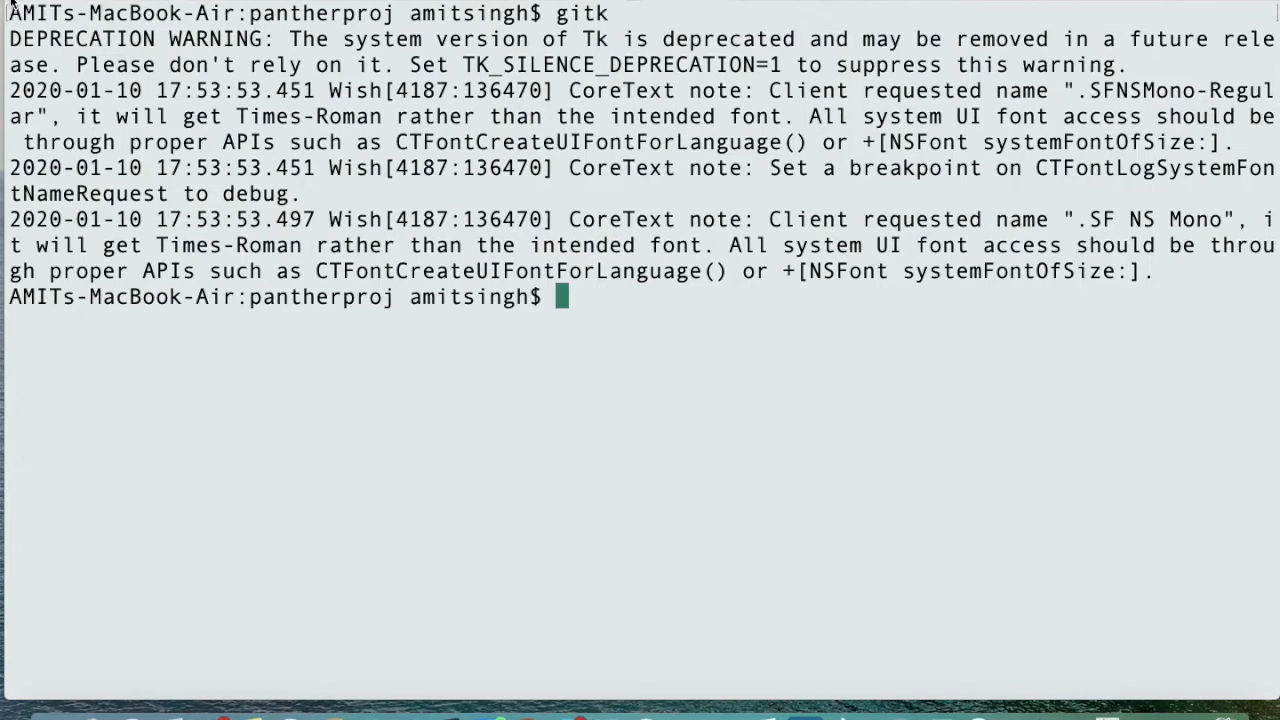 AMITs-MacBook-Air:pantherproj amitsingh$ gitk
DEPRECATION WARNING: The system version of Tk is deprecated and may be removed in a future rele
ase. Please don't rely on it. Set TK_SILENCE_DEPRECATION=1 to suppress this warning.
2020-01-10 17:53:53.451 Wish[4187:136470] CoreText note: Client requested name ".SFNSMono-Regul
ar", it will get Times-Roman rather than the intended font. All system UI font access should be
 through proper APIs such as CTFontCreateUIFontForLanguage() or +[NSFont systemFontOfSize:].
2020-01-10 17:53:53.451 Wish[4187:136470] CoreText note: Set a breakpoint on CTFontLogSystemFon
tNameRequest to debug.
2020-01-10 17:53:53.497 Wish[4187:136470] CoreText note: Client requested name ".SF NS Mono", i
t will get Times-Roman rather than the intended font. All system UI font access should be throu
gh proper APIs such as CTFontCreateUIFontForLanguage() or +[NSFont systemFontOfSize:].
AMITs-MacBook-Air:pantherproj amitsingh$